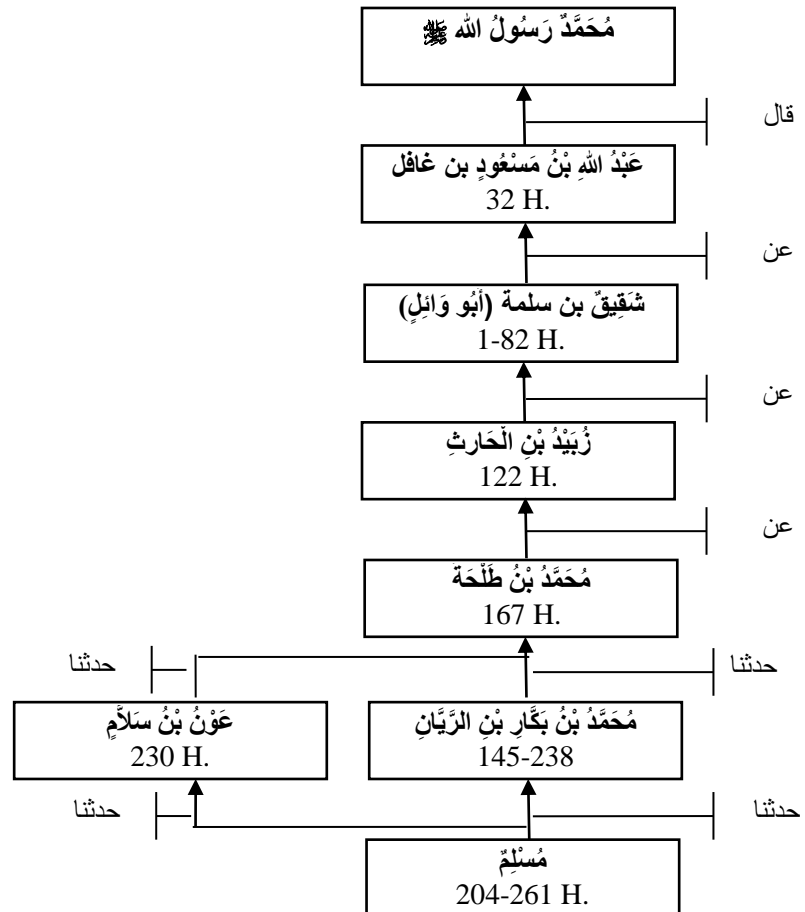 مُحَمَّدٌ رَسُولُ الله ﷺ
قال
عَبْدُ اللهِ بْنُ مَسْعُودٍ بن غافل
32 H.
عن
شَقِيقٌ بن سلمة (أَبُو وَائِلٍ)
1-82 H.
عن
زُبَيْدُ بْنِ الْحَارثِ
122 H.
عن
مُحَمَّدُ بْنُ طَلْحَةَ
167 H.
حدثنا
حدثنا
مُحَمَّدُ بْنُ بَكَّارِ بْنِ الرَّيَّانِ
145-238
عَوْنُ بْنُ سَلاَّمٍ
230 H.
حدثنا
حدثنا
مُسْلِمٌ
204-261 H.